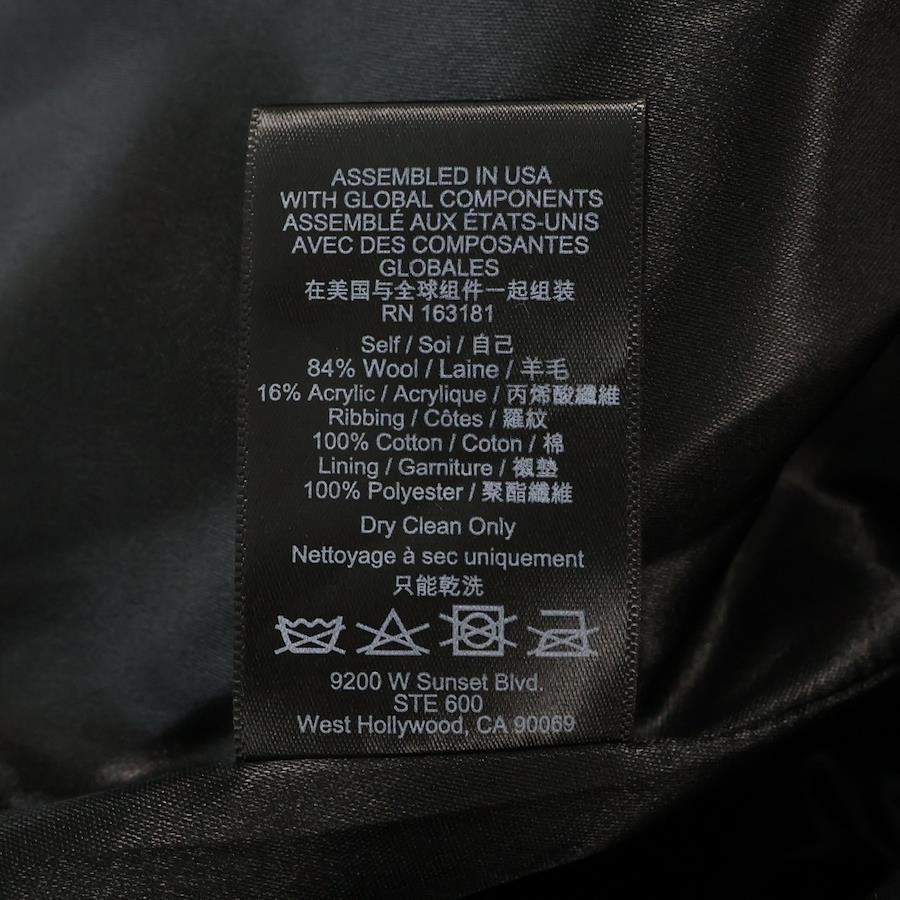 ASSEMBLED IN USA
WITH GLOBAL COMPONENTS
ASSEMBLÉ AUX ÉTATS-UNIS
AVEC DES COMPOSANTES
GLOBALES
在美国与全球组件一起组装
RN 163181
Self / Soi / 自己
84% Wool / Laine / 羊毛
16% Acrylic / Acrylique / 丙烯酸纖維
Ribbing / Côtes / 羅紋
100% Cotton / Coton / 棉
Lining / Garniture / 襯墊
100% Polyester / 聚酯纖維
Dry Clean Only
Nettoyage à sec uniquement
只能乾洗
9200 W Sunset Blvd.
STE 600
West Hollywood, CA 90069